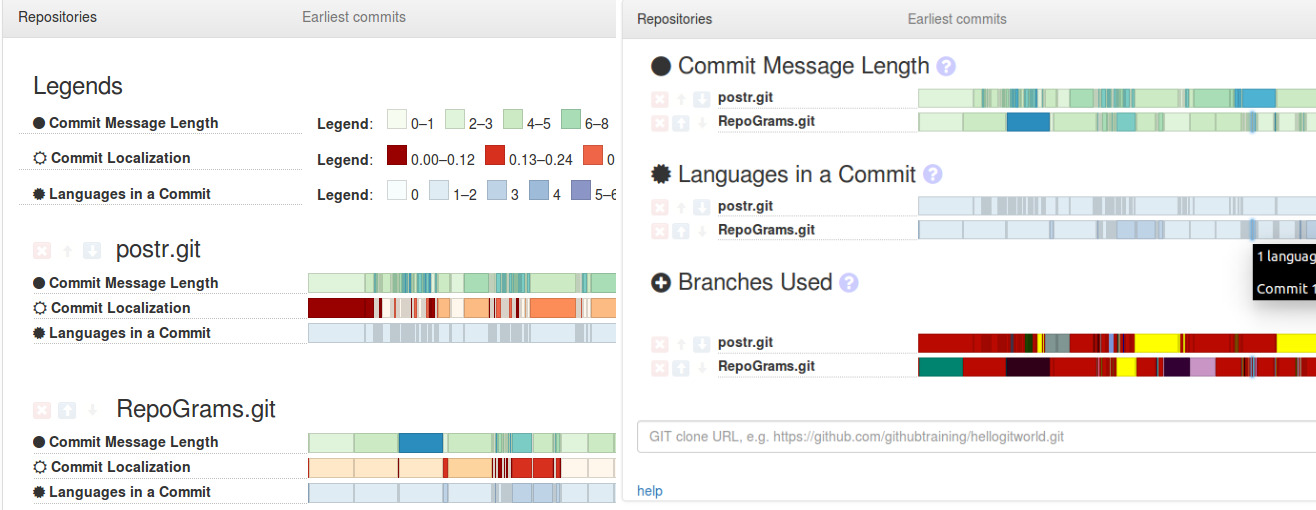 Repositories Earliest commits
Legends
Commit Message Length Legend: 0–1 2–3 4–5 6–8
Commit Localization Legend: 0.00–0.12 0.13–0.24 0
Languages in a Commit Legend: 0 1–2 3 4 5–6
postr.git
Commit Message Length
Commit Localization
Languages in a Commit
RepoGrams.git
Commit Message Length
Commit Localization
Languages in a Commit
Repositories Earliest commits
Commit Message Length ?
postr.git
RepoGrams.git
Languages in a Commit ?
postr.git
RepoGrams.git
1 languag
Commit 1
Branches Used ?
postr.git
RepoGrams.git
GIT clone URL, e.g. https://github.com/githubtraining/hellogitworld.git
help